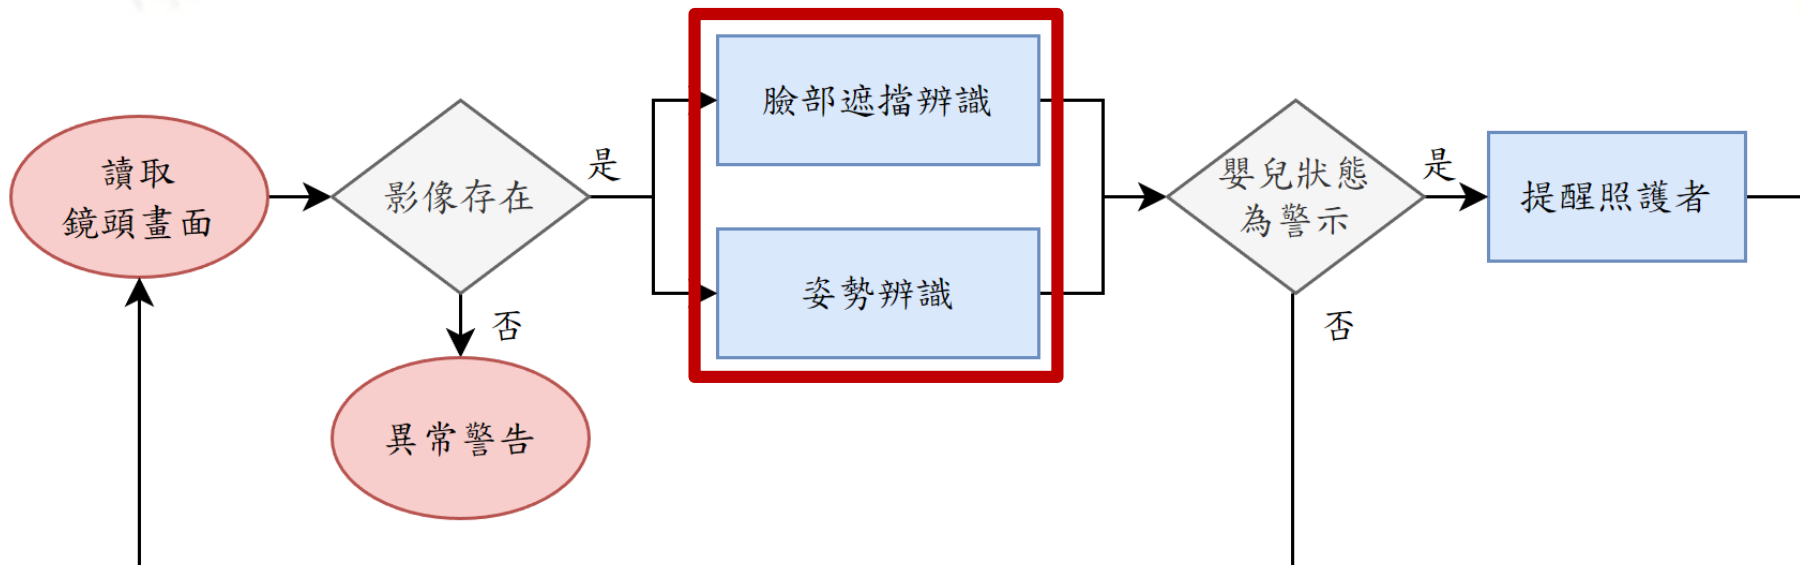 讀取
鏡頭畫面
影像存在
是
否
異常警告
臉部遮擋辨識
姿勢辨識
嬰兒狀態
為警示
是
否
提醒照護者